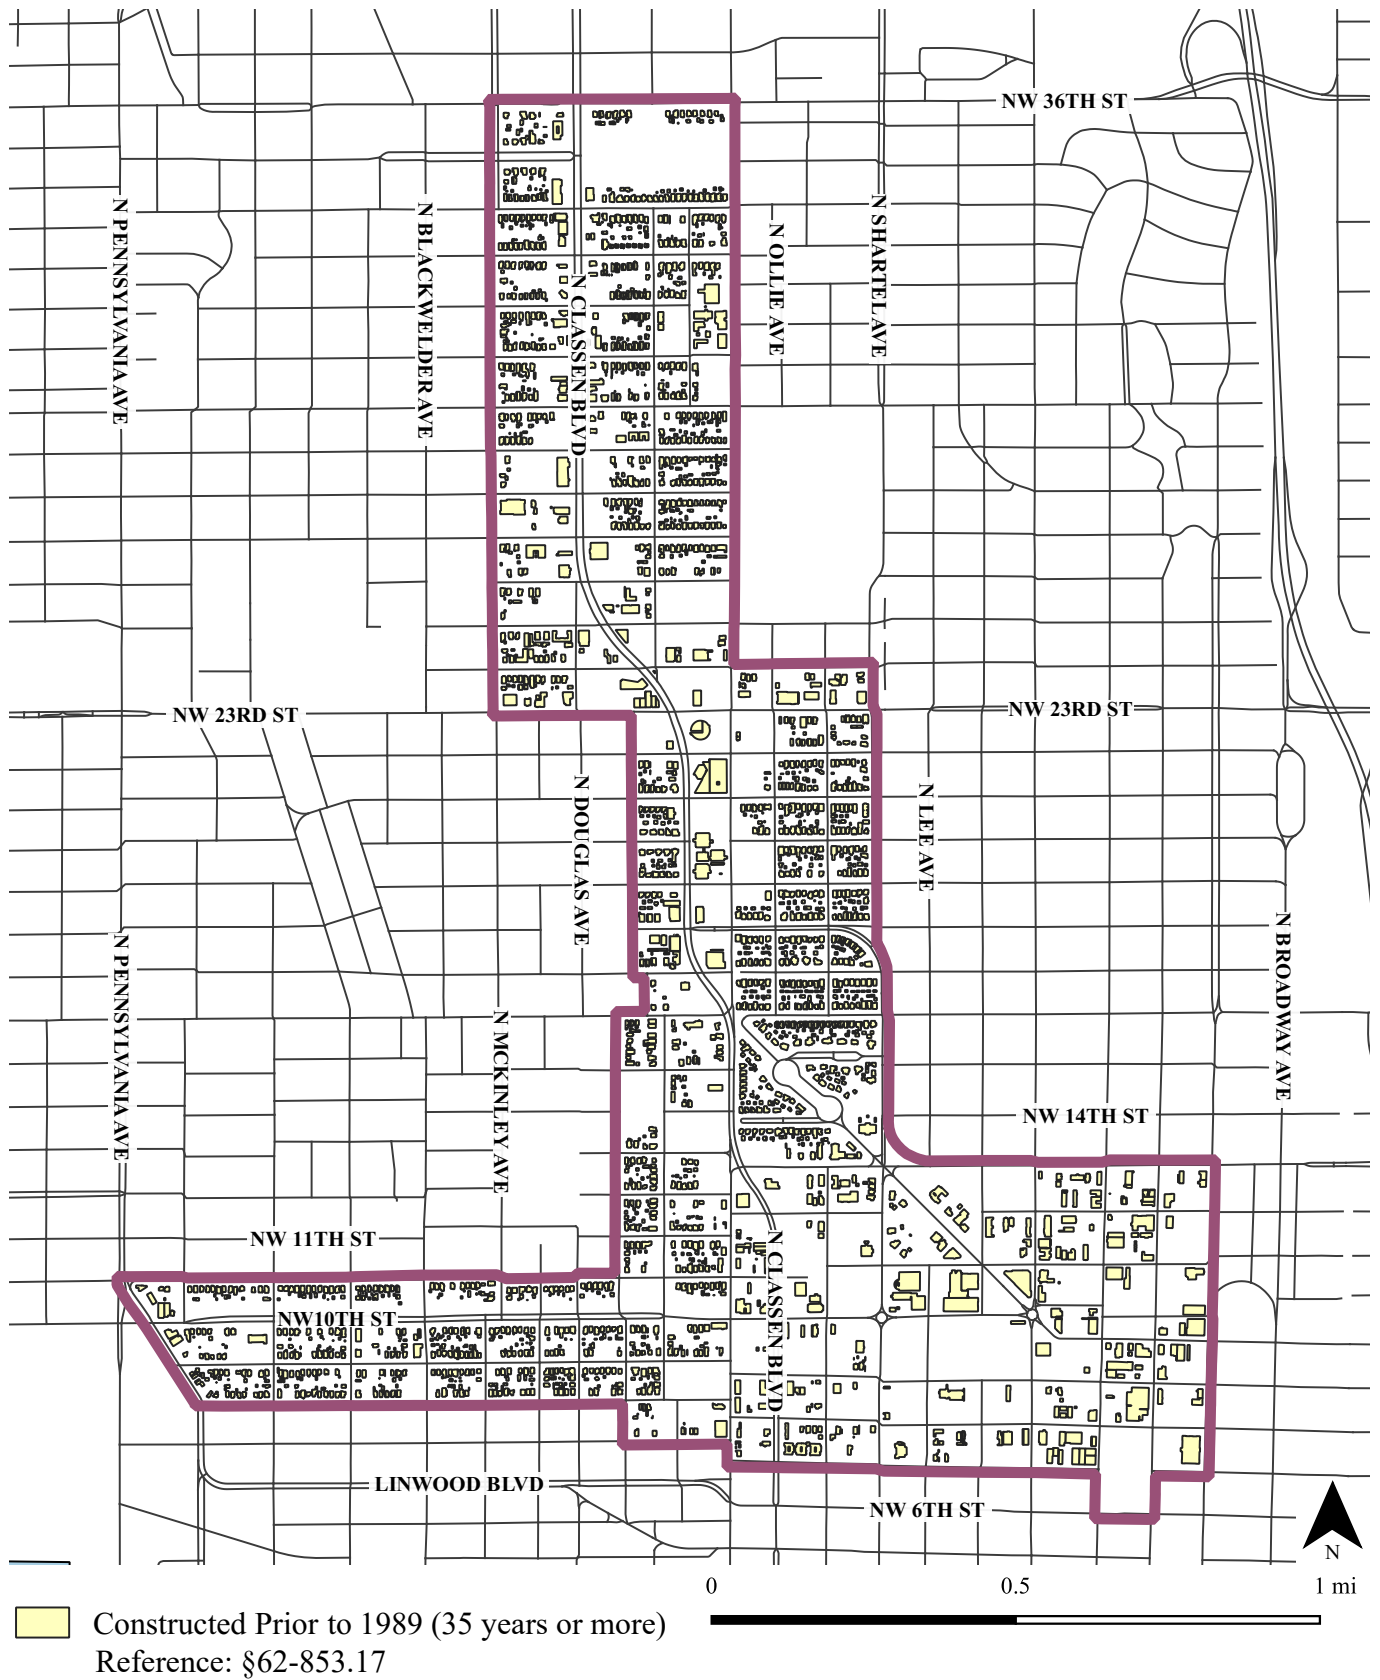 NW 36TH ST
N PENNSYLVANIA AVE
N BLACKWELDER AVE
N CLASSEN BLVD
N OLLIE AVE
N SHARTEL AVE
NW 23RD ST
NW 23RD ST
N DOUGLAS AVE
N LEE AVE
N BROADWAY AVE
N PENNSYLVANIA AVE
N MCKINLEY AVE
NW 14TH ST
NW 11TH ST
N CLASSEN BLVD
NW10TH ST
LINWOOD BLVD
NW 6TH ST
N
0 0.5 1 mi
Constructed Prior to 1989 (35 years or more)
Reference: §62-853.17